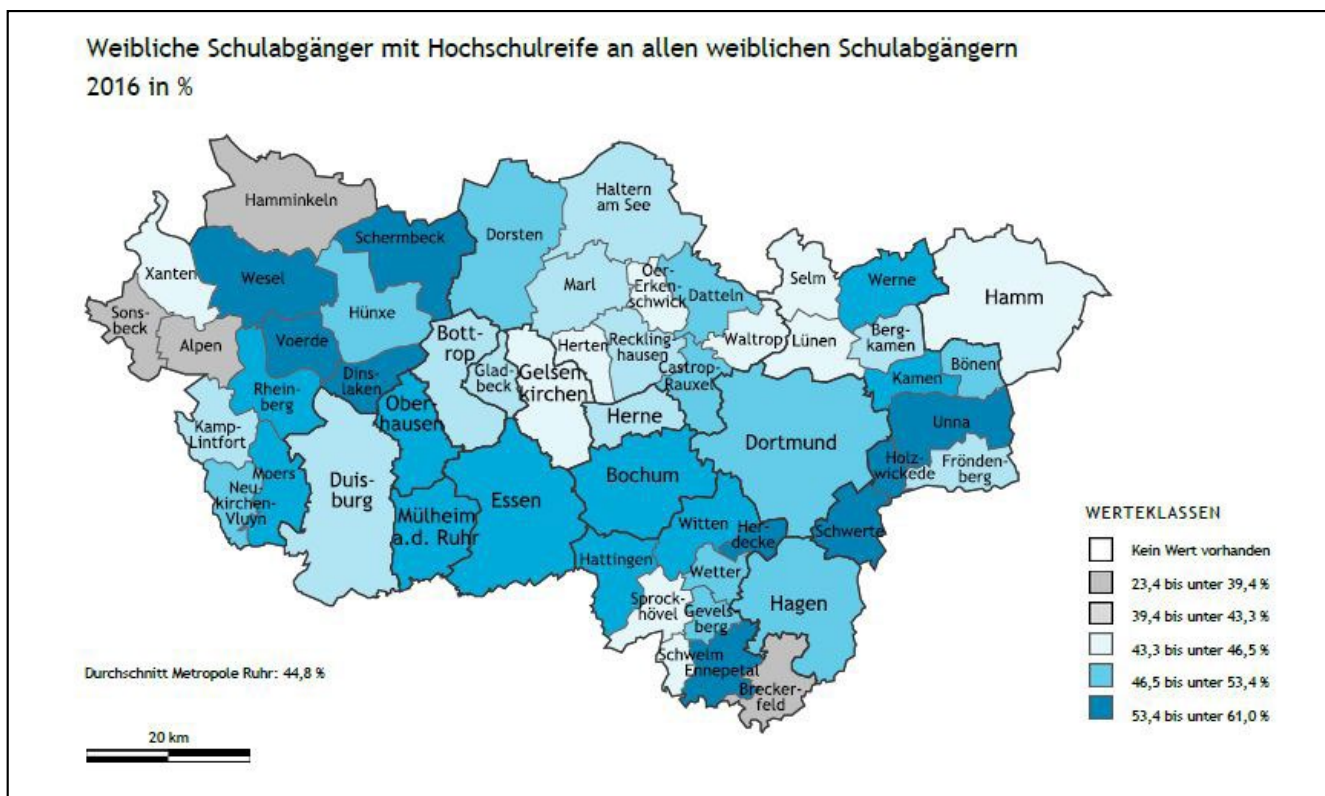 Weibliche Schulabgänger mit Hochschulreife an allen weiblichen Schulabgängern
2016 in %
Hamminkeln
Haltern
am See
Schermbeck
Dorsten
Xanten
Wesel
Marl
Oer-
Erken-
schwick
Datteln
Selm
Werne
Hamm
Sons-
beck
Hünxe
Alpen
Voerde
Bott-
rop
Herten
Reckling
hausen
Waltrop
Lünen
Berg-
kamen
Dins-
laken
Glad-
beck
Gelsen
kirchen
Castrop-
Rauxel
Kamen
Bönen
Rhein-
berg
Ober
hausen
Herne
Unna
Kamp-
Lintfort
Dortmund
Holz-
wickede
Frönden-
berg
Moers
Duis-
burg
Essen
Bochum
Neu-
kirchen-
Vluyn
Mülheim
a.d. Ruhr
Witten
Her-
decke
Schwerte
Hattingen
Wetter
Sprock-
hövel
Gevels-
berg
Hagen
Schwelm
Ennepetal
Brecker-
feld
WERTEKLASSEN
Kein Wert vorhanden
23,4 bis unter 39,4 %
39,4 bis unter 43,3 %
43,3 bis unter 46,5 %
46,5 bis unter 53,4 %
53,4 bis unter 61,0 %
Durchschnitt Metropole Ruhr: 44,8 %
20 km